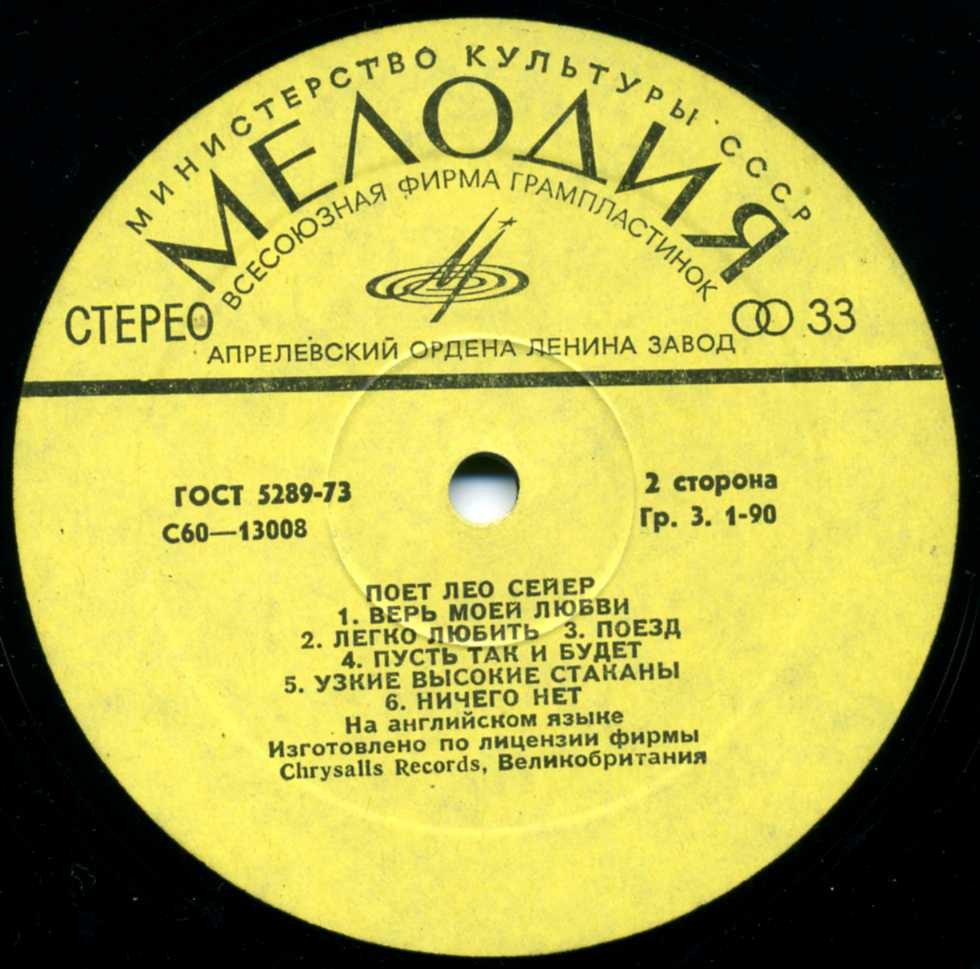 МИНИСТЕРСТВО КУЛЬТУРЫ СССР
МЕЛОДИЯ
ВСЕСОЮЗНАЯ ФИРМА ГРАМПЛАСТИНОК
СТЕРЕО
33
АПРЕЛЕВСКИЙ ОРДЕНА ЛЕНИНА ЗАВОД
ГОСТ 5289-73
2 сторона
С60—13008
Гр. 3. 1-90
ПОЕТ ЛЕО СЕЙЕР
1. ВЕРЬ МОЕЙ ЛЮБВИ
2. ЛЕГКО ЛЮБИТЬ 3. ПОЕЗД
4. ПУСТЬ ТАК И БУДЕТ
5. УЗКИЕ ВЫСОКИЕ СТАКАНЫ
6. НИЧЕГО НЕТ
На английском языке
Изготовлено по лицензии фирмы
Chrysalls Records, Великобритания